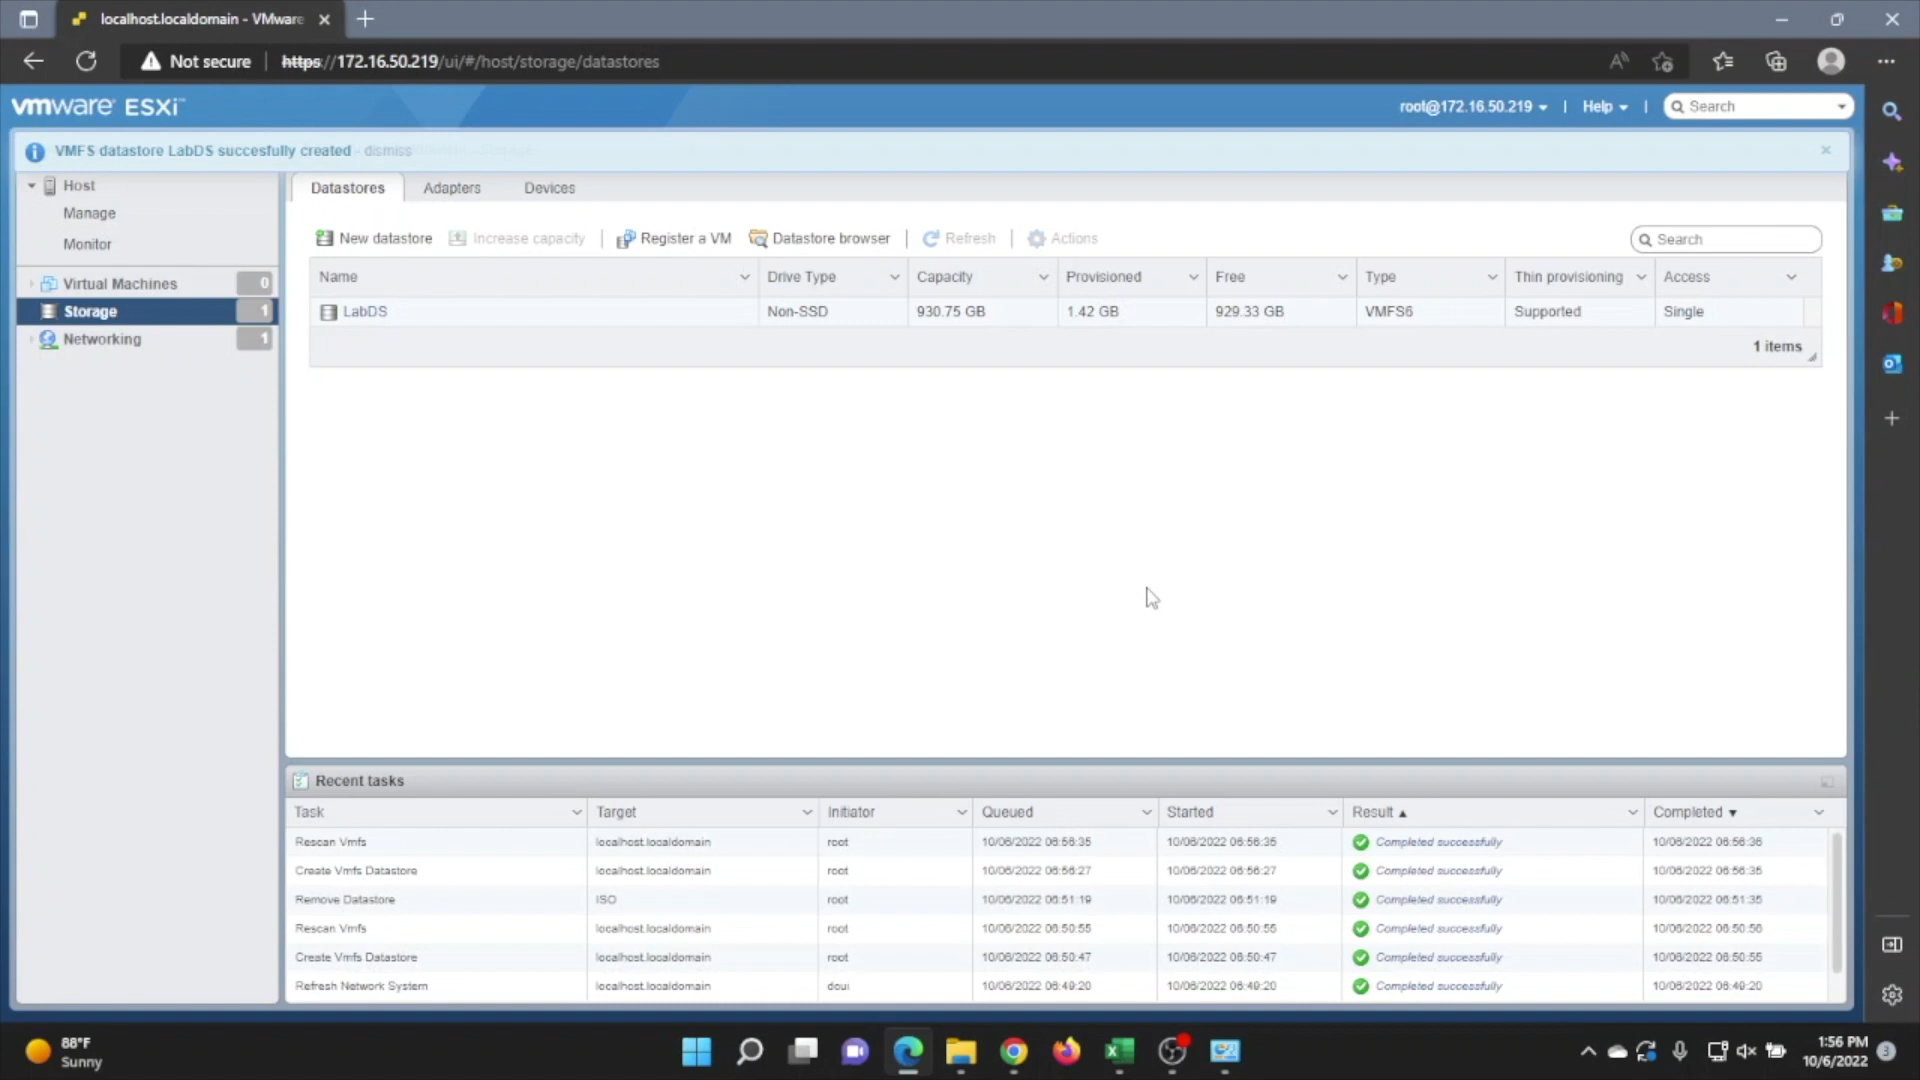 localhost.localdomain - VMware
Not secure https://172.16.50.219/ui/#/host/storage/datastores
vmware ESXi™ root@172.16.50.219 | Help | Search
VMFS datastore LabDS succesfully created - dismiss
Host
Manage
Monitor
Virtual Machines 0
Storage 1
Networking 1
Datastores Adapters Devices
New datastore Increase capacity | Register a VM Datastore browser | Refresh | Actions Search
Name Drive Type Capacity Provisioned Free Type Thin provisioning Access
LabDS Non-SSD 930.75 GB 1.42 GB 929.33 GB VMFS6 Supported Single
1 items
Recent tasks
Task Target Initiator Queued Started Result ▲ Completed ▼
Rescan Vmfs localhost.localdomain root 10/06/2022 06:56:35 10/06/2022 06:56:35 Completed successfully 10/06/2022 06:56:36
Create Vmfs Datastore localhost.localdomain root 10/06/2022 06:56:27 10/06/2022 06:56:27 Completed successfully 10/06/2022 06:56:35
Remove Datastore ISO root 10/06/2022 06:51:19 10/06/2022 06:51:19 Completed successfully 10/06/2022 06:51:35
Rescan Vmfs localhost.localdomain root 10/06/2022 06:50:55 10/06/2022 06:50:55 Completed successfully 10/06/2022 06:50:56
Create Vmfs Datastore localhost.localdomain root 10/06/2022 06:50:47 10/06/2022 06:50:47 Completed successfully 10/06/2022 06:50:55
Refresh Network System localhost.localdomain dcui 10/06/2022 06:49:20 10/06/2022 06:49:20 Completed successfully 10/06/2022 06:49:20
88°F
Sunny
1:56 PM
10/6/2022
3